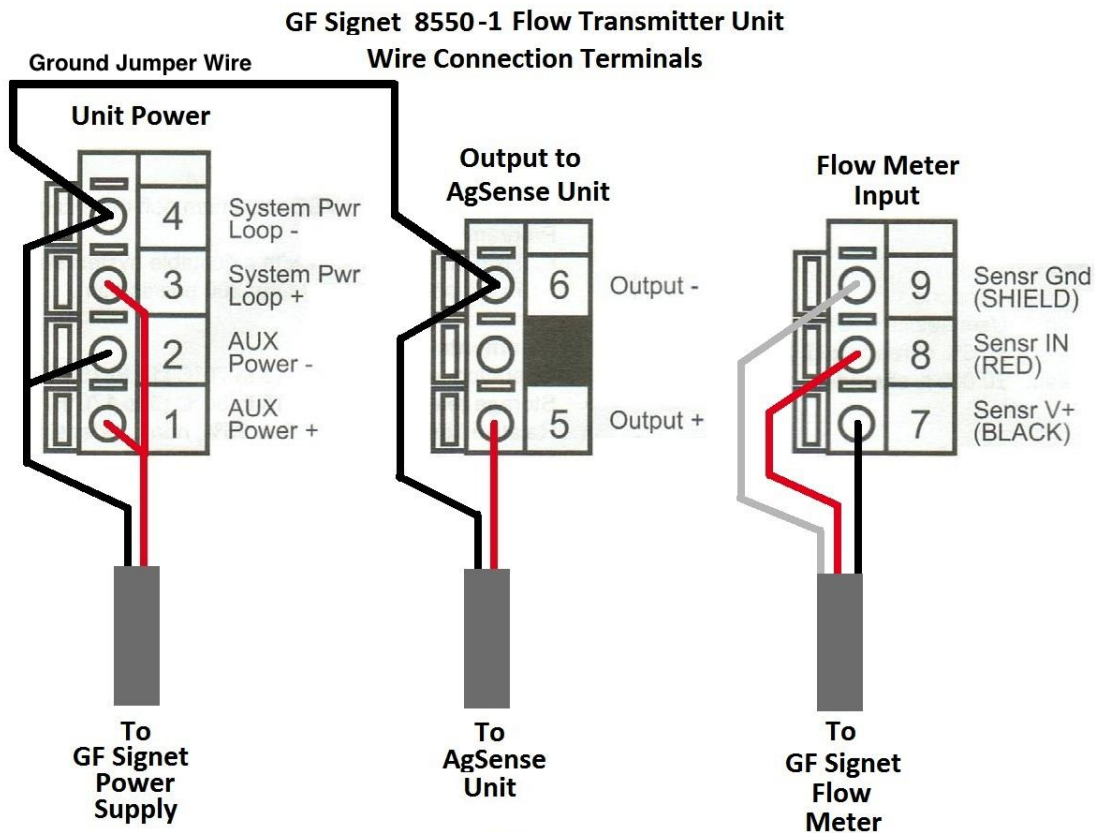 GF Signet 8550-1 Flow Transmitter Unit
Wire Connection Terminals
Ground Jumper Wire
Unit Power
4 System Pwr
Loop -
3 System Pwr
Loop +
2 AUX
Power -
1 AUX
Power +
To
GF Signet
Power
Supply
Output to
AgSense Unit
6 Output -
5 Output +
To
AgSense
Unit
Flow Meter
Input
9 Sensr Gnd
(SHIELD)
8 Sensr IN
(RED)
7 Sensr V+
(BLACK)
To
GF Signet
Flow
Meter